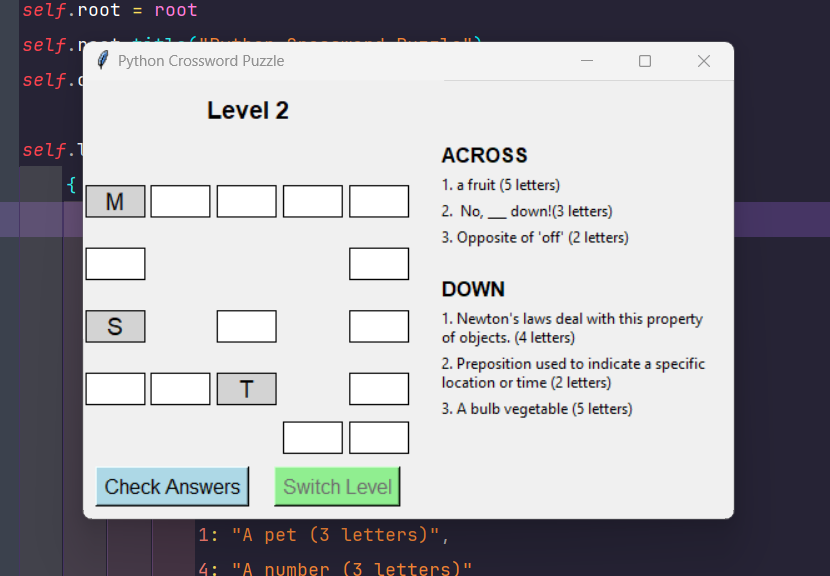 self.root = root
self.r
Python Crossword Puzzle
self.
Level 2
self.
{
ACROSS
1. a fruit (5 letters)
2. No, ___ down!(3 letters)
3. Opposite of 'off' (2 letters)
M
S
T
DOWN
1. Newton's laws deal with this property
of objects. (4 letters)
2. Preposition used to indicate a specific
location or time (2 letters)
3. A bulb vegetable (5 letters)
Check Answers
Switch Level
1: "A pet (3 letters)",
4: "A number (3 letters)"